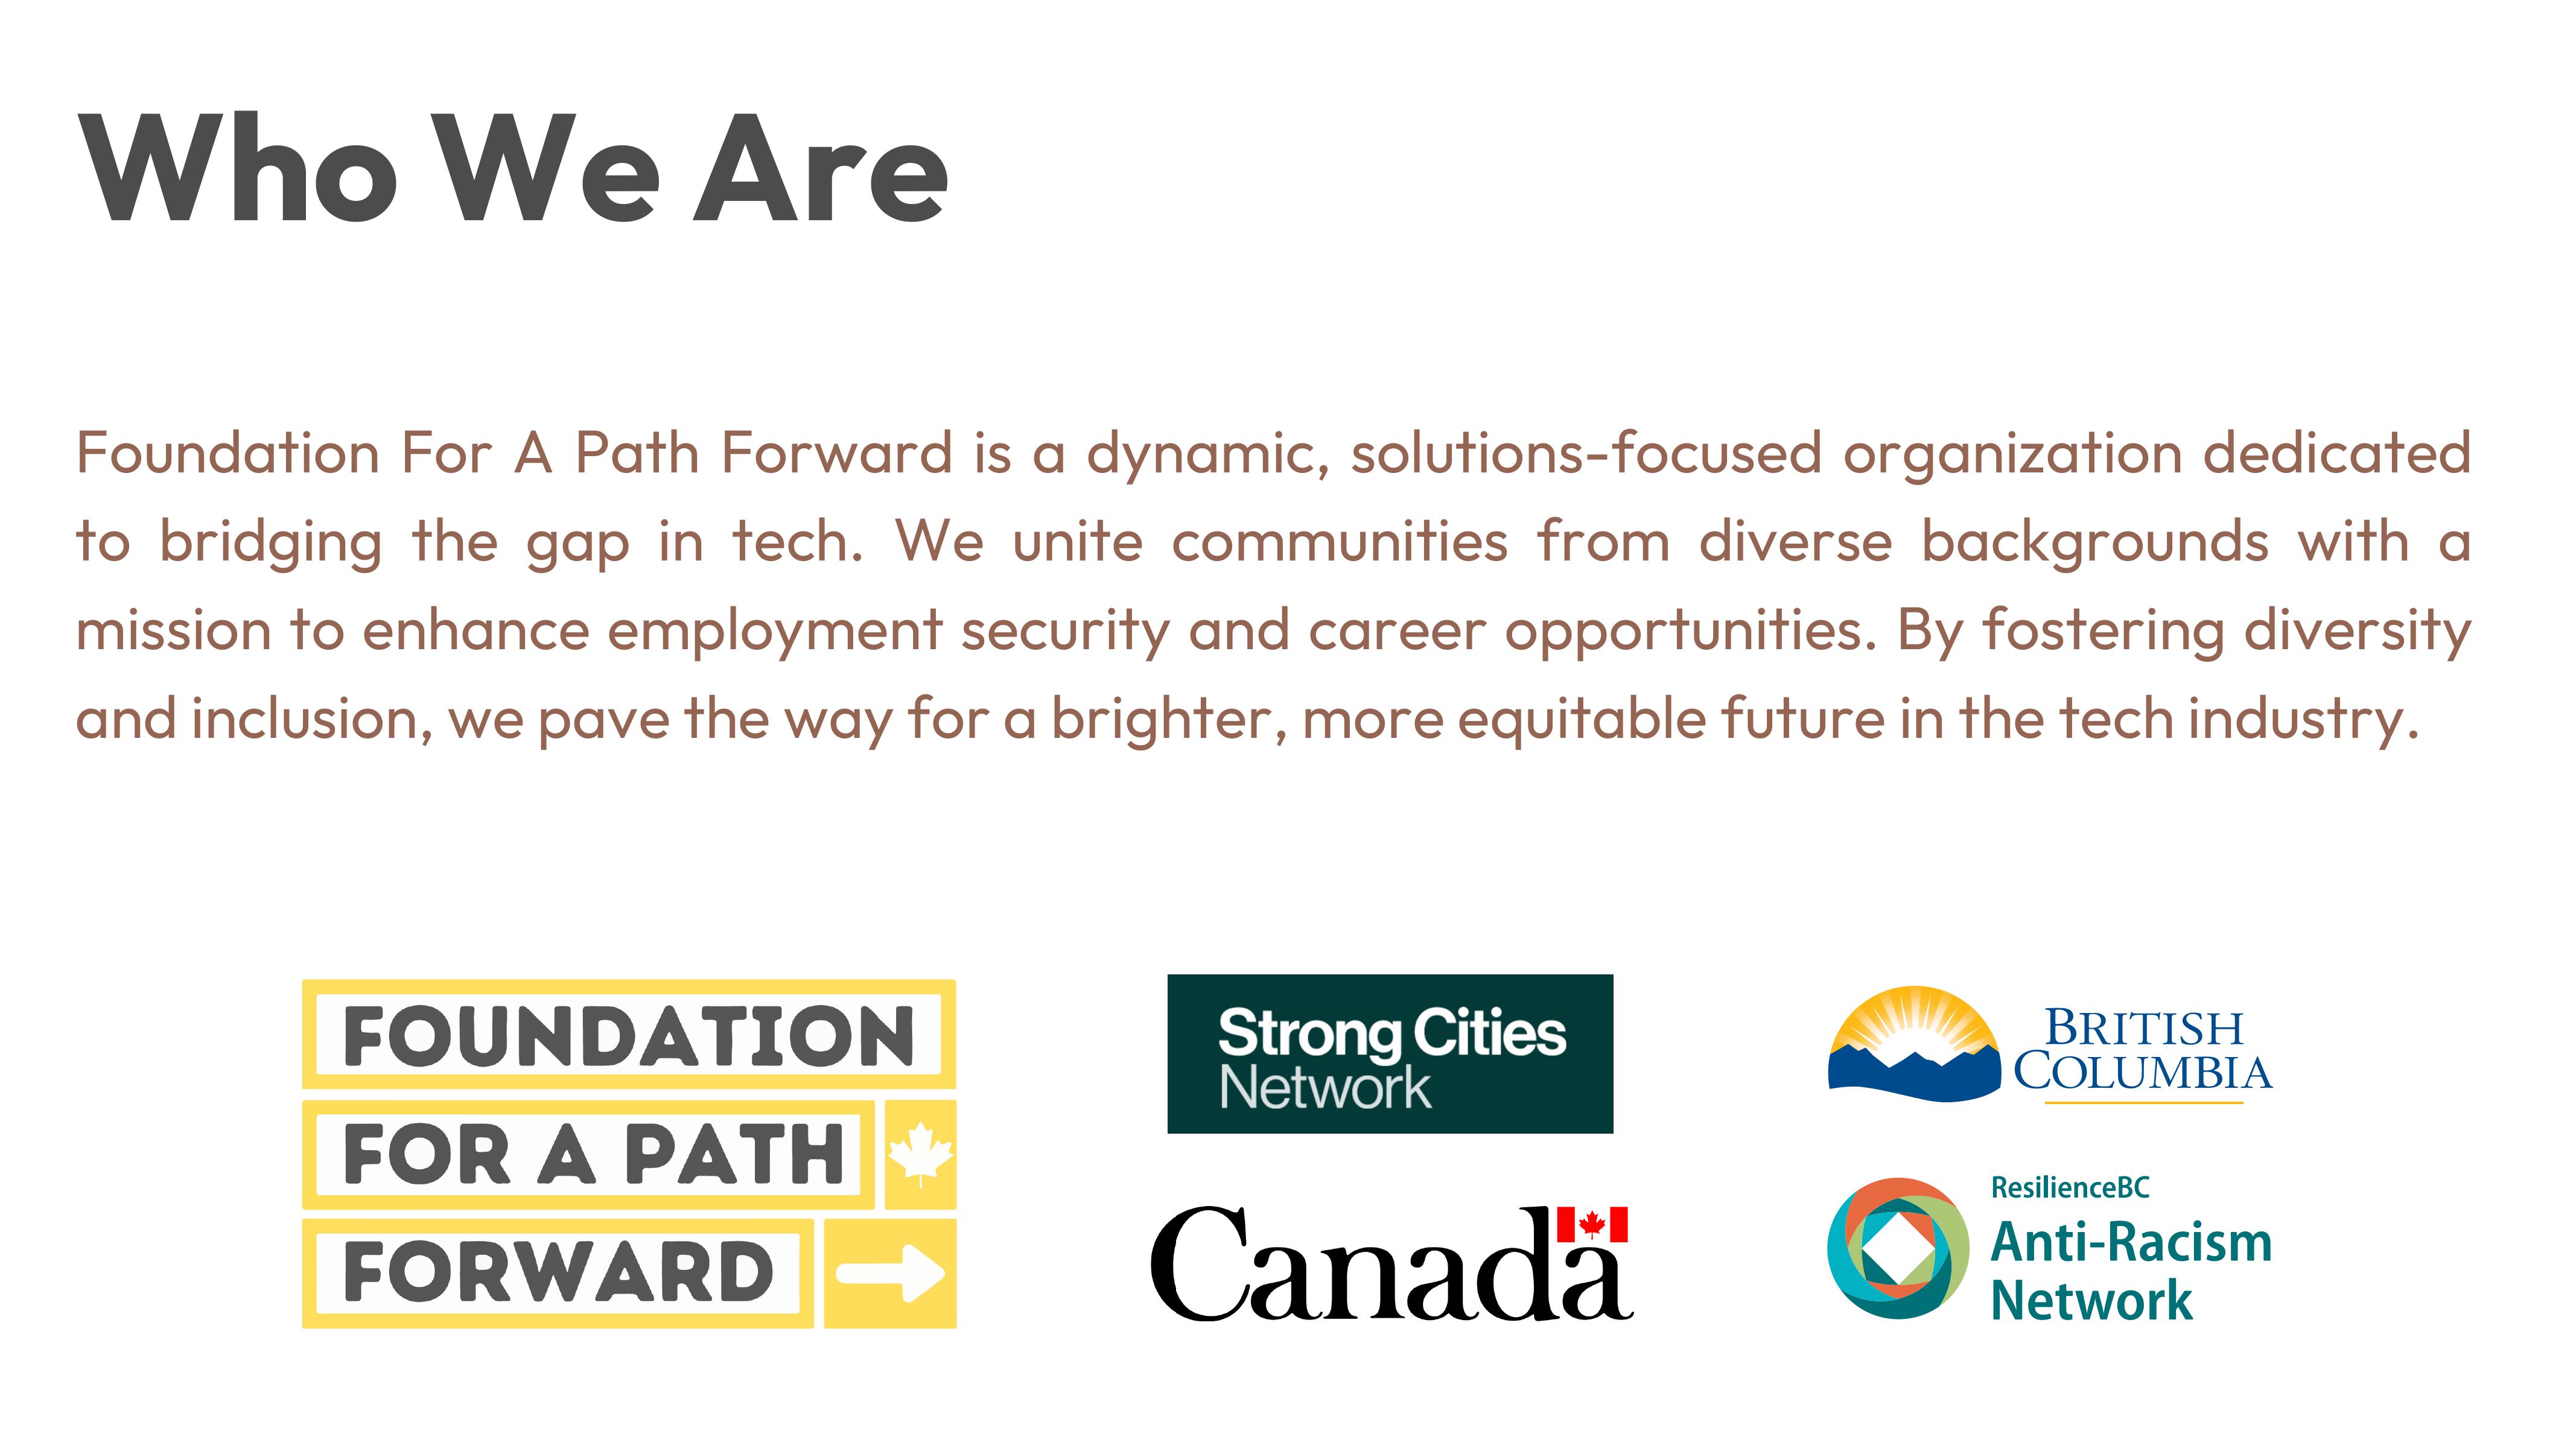 Who We Are
Foundation For A Path Forward is a dynamic, solutions-focused organization dedicated
to bridging the gap in tech. We unite communities from diverse backgrounds with a
mission to enhance employment security and career opportunities. By fostering diversity
and inclusion, we pave the way for a brighter, more equitable future in the tech industry.
FOUNDATION
FOR A PATH
FORWARD
Strong Cities
Network
Canada
BRITISH
COLUMBIA
ResilienceBC
Anti-Racism
Network